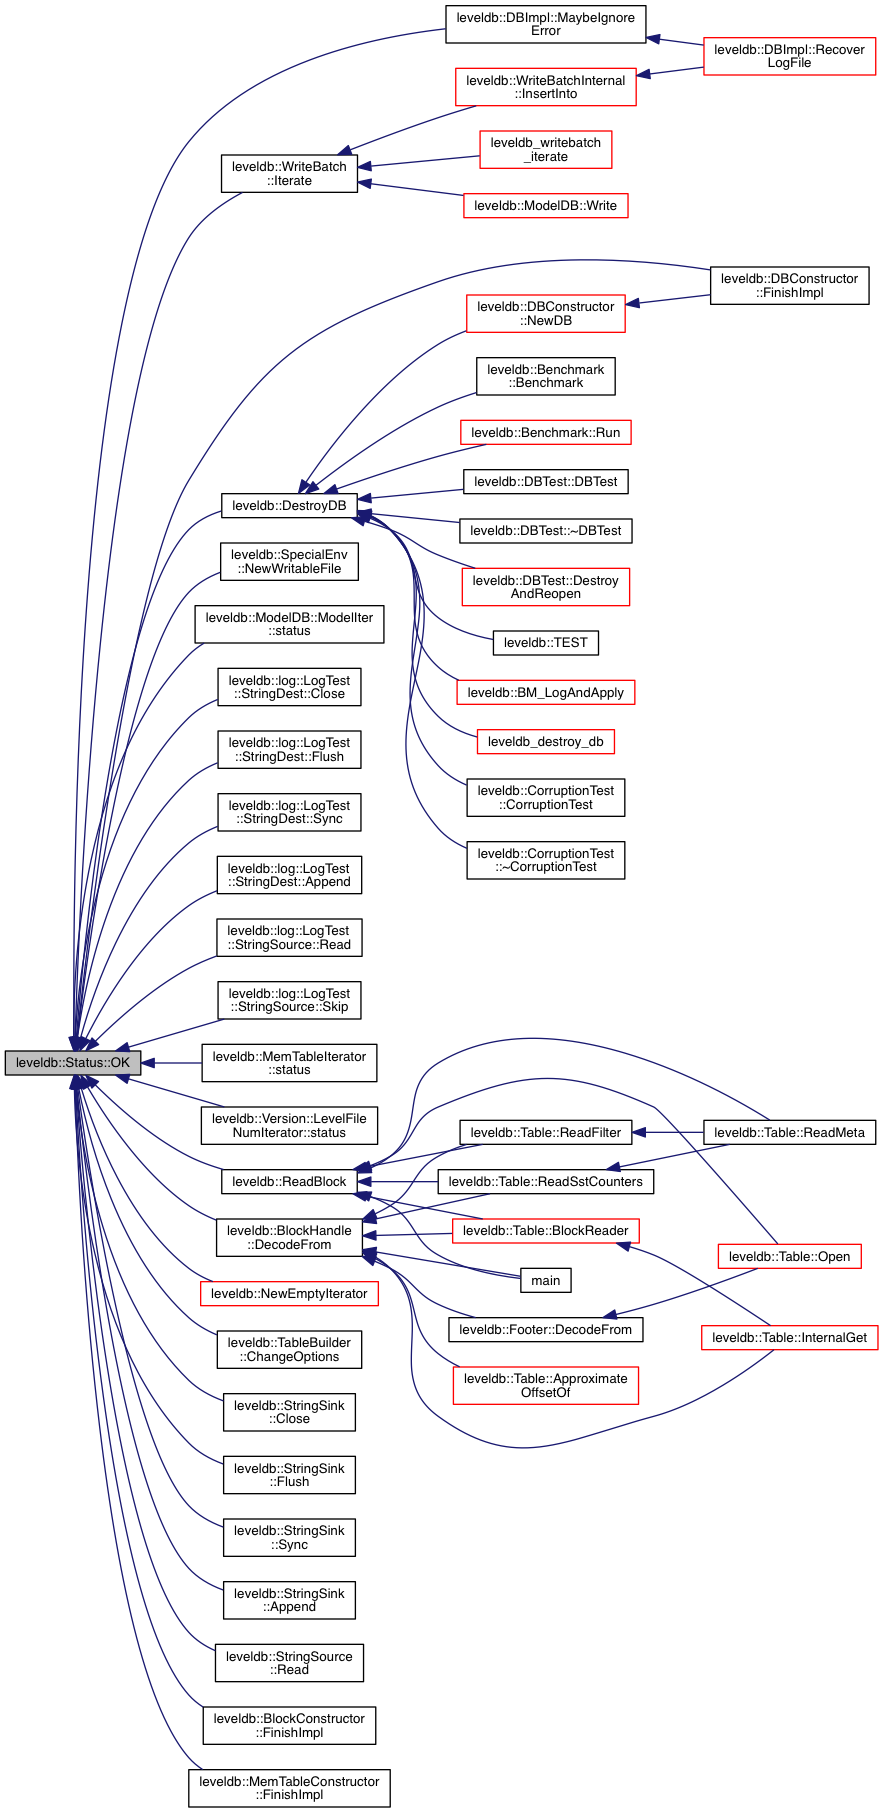 leveldb::DBImpl::MaybeIgnore
Error
leveldb::DBImpl::Recover
LogFile
leveldb::WriteBatchInternal
::InsertInto
leveldb_writebatch
_iterate
leveldb::WriteBatch
::Iterate
leveldb::ModelDB::Write
leveldb::DBConstructor
::FinishImpl
leveldb::DBConstructor
::NewDB
leveldb::Benchmark
::Benchmark
leveldb::Benchmark::Run
leveldb::DBTest::DBTest
leveldb::DestroyDB
leveldb::DBTest::~DBTest
leveldb::SpecialEnv
::NewWritableFile
leveldb::DBTest::Destroy
AndReopen
leveldb::ModelDB::ModelIter
::status
leveldb::TEST
leveldb::log::LogTest
::StringDest::Close
leveldb::BM_LogAndApply
leveldb::log::LogTest
::StringDest::Flush
leveldb_destroy_db
leveldb::CorruptionTest
::CorruptionTest
leveldb::log::LogTest
::StringDest::Sync
leveldb::CorruptionTest
::~CorruptionTest
leveldb::log::LogTest
::StringDest::Append
leveldb::log::LogTest
::StringSource::Read
leveldb::log::LogTest
::StringSource::Skip
leveldb::Status::OK
leveldb::MemTableIterator
::status
leveldb::Version::LevelFile
NumIterator::status
leveldb::Table::ReadFilter
leveldb::Table::ReadMeta
leveldb::ReadBlock
leveldb::Table::ReadSstCounters
leveldb::BlockHandle
::DecodeFrom
leveldb::Table::BlockReader
leveldb::Table::Open
main
leveldb::NewEmptyIterator
leveldb::Footer::DecodeFrom
leveldb::Table::InternalGet
leveldb::TableBuilder
::ChangeOptions
leveldb::Table::Approximate
OffsetOf
leveldb::StringSink
::Close
leveldb::StringSink
::Flush
leveldb::StringSink
::Sync
leveldb::StringSink
::Append
leveldb::StringSource
::Read
leveldb::BlockConstructor
::FinishImpl
leveldb::MemTableConstructor
::FinishImpl